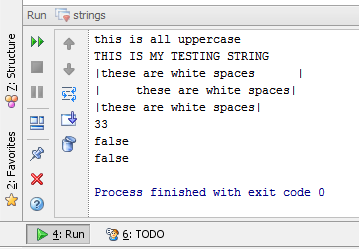 Run strings
this is all uppercase
THIS IS MY TESTING STRING
|these are white spaces      |
|     these are white spaces|
|these are white spaces|
33
false
false
Process finished with exit code 0
Z: Structure
2: Favorites
4: Run 6: TODO